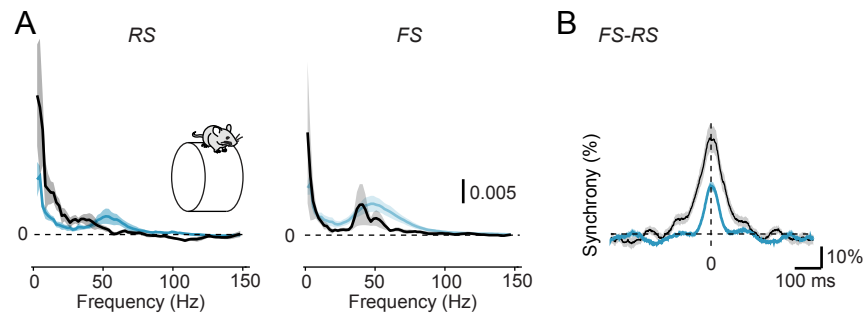 A
RS
FS
0
0
0.005
0 50 100 150
Frequency (Hz)
0 50 100 150
Frequency (Hz)
B
FS-RS
Synchrony (%)
0
10%
100 ms